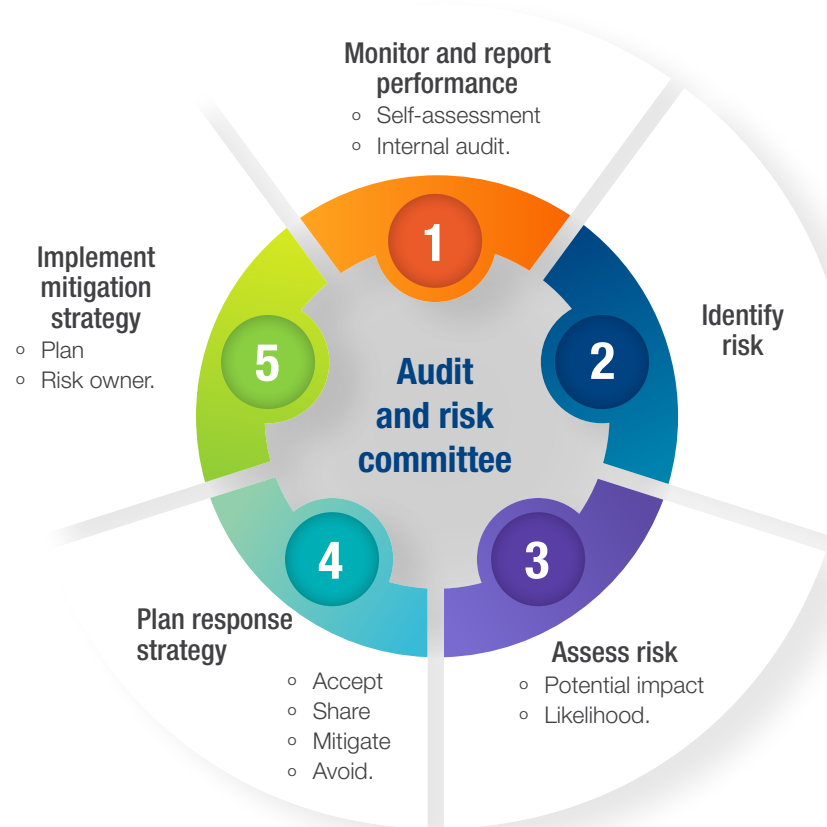 Monitor and report
performance
o Self-assessment
o Internal audit.
1
Identify
risk
2
Assess risk
o Potential impact
o Likelihood.
3
Plan response
strategy
o Accept
o Share
o Mitigate
o Avoid.
4
Implement
mitigation
strategy
o Plan
o Risk owner.
5
Audit
and risk
committee